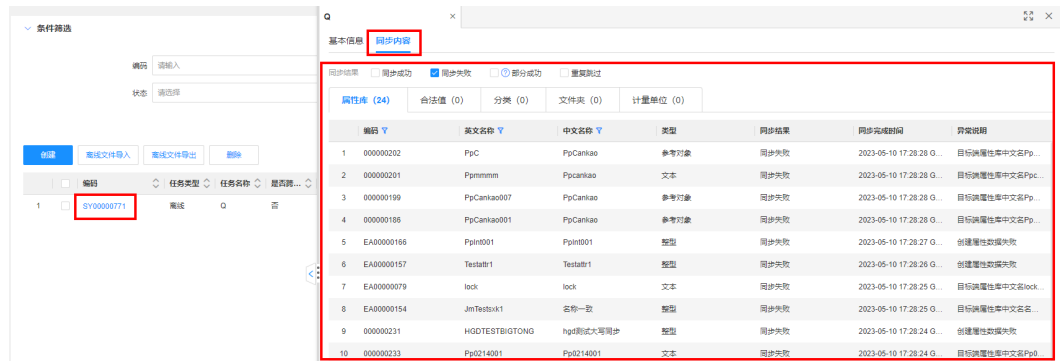 条件筛选
编码 请输入
状态 请选择
创建 离线文件导入 离线文件导出 删除
编码 任务类型 任务名称 是否跨...
1 SY00000771 离线 Q 否
Q
基本信息 同步内容
同步结果 同步成功 同步失败 部分成功 重复跳过
属性库（24） 合法值（0） 分类（0） 文件夹（0） 计量单位（0）
编码 英文名称 中文名称 类型 同步结果 同步完成时间 异常说明
1 000000202 PpC PpCankao 参考对象 同步失败 2023-05-10 17:28:28 G... 目标端属性库中文名Pp...
2 000000201 Ppmmmm Ppcankao 文本 同步失败 2023-05-10 17:28:28 G... 目标端属性库中文名Ppc...
3 000000199 PpCankao007 PpCankao 参考对象 同步失败 2023-05-10 17:28:28 G... 目标端属性库中文名Pp...
4 000000186 PpCankao001 PpCankao 参考对象 同步失败 2023-05-10 17:28:28 G... 目标端属性库中文名Pp...
5 EA00000166 PpInt001 PpInt001 整型 同步失败 2023-05-10 17:28:27 G... 创建属性数据失败
6 EA00000157 Testattr1 Testattr1 整型 同步失败 2023-05-10 17:28:26 G... 创建属性数据失败
7 EA00000079 lock lock 文本 同步失败 2023-05-10 17:28:25 G... 目标端属性库中文名lock...
8 EA00000154 JmTestsxk1 名称一致 整型 同步失败 2023-05-10 17:28:25 G... 目标端属性库中文名名...
9 000000231 HGDTESTBIGTONG hgd测试大写同步 整型 同步失败 2023-05-10 17:28:24 G... 创建属性数据失败
10 000000233 Pp0214001 Pp0214001 文本 同步失败 2023-05-10 17:28:24 G... 目标端属性库中文名Pp0...